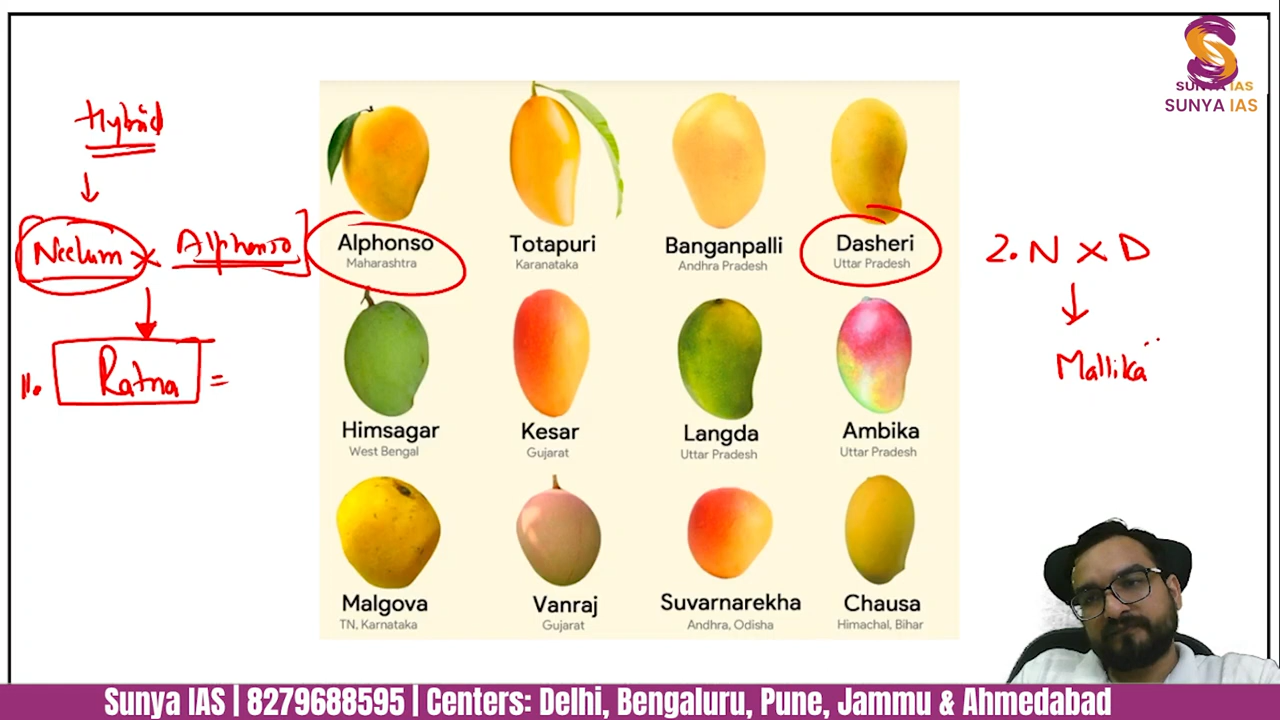 SUNYA IAS
SUNYA IAS
Hybrid
Neelum × Alphonso
11. Ratna =
Alphonso
Maharashtra
Totapuri
Karanataka
Banganpalli
Andhra Pradesh
Dasheri
Uttar Pradesh
Himsagar
West Bengal
Kesar
Gujarat
Langda
Uttar Pradesh
Ambika
Uttar Pradesh
Malgova
TN, Karnataka
Vanraj
Gujarat
Suvarnarekha
Andhra, Odisha
Chausa
Himachal, Bihar
2. N × D
Mallika
Sunya IAS | 8279688595 | Centers: Delhi, Bengaluru, Pune, Jammu & Ahmedabad